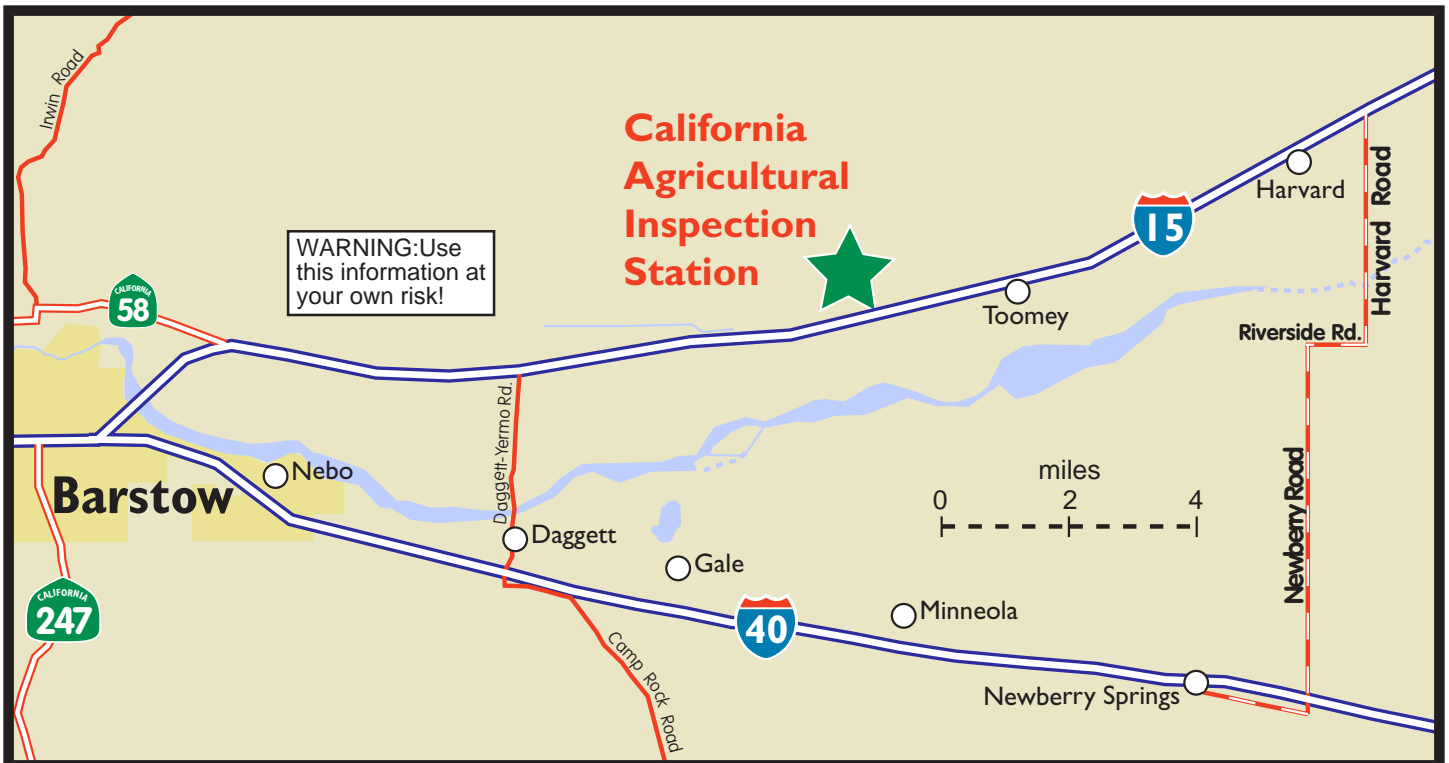 Irwin Road
California
Agricultural
Inspection
Station
WARNING:Use
this information at
your own risk!
CALIFORNIA
58
15
Harvard
Harvard Road
Toomey
Riverside Rd.
Daggett-Yermo Rd.
Nebo
Barstow
Daggett
Gale
miles
0 2 4
Newberry Road
CALIFORNIA
247
40
Minneola
Camp Rock Road
Newberry Springs